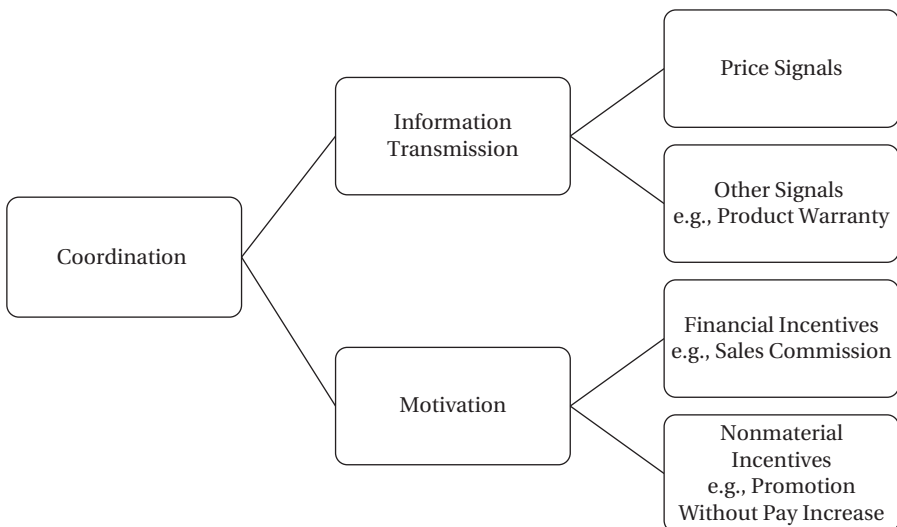 Coordination
Information
Transmission
Price Signals
Other Signals
e.g., Product Warranty
Motivation
Financial Incentives
e.g., Sales Commission
Nonmaterial
Incentives
e.g., Promotion
Without Pay Increase